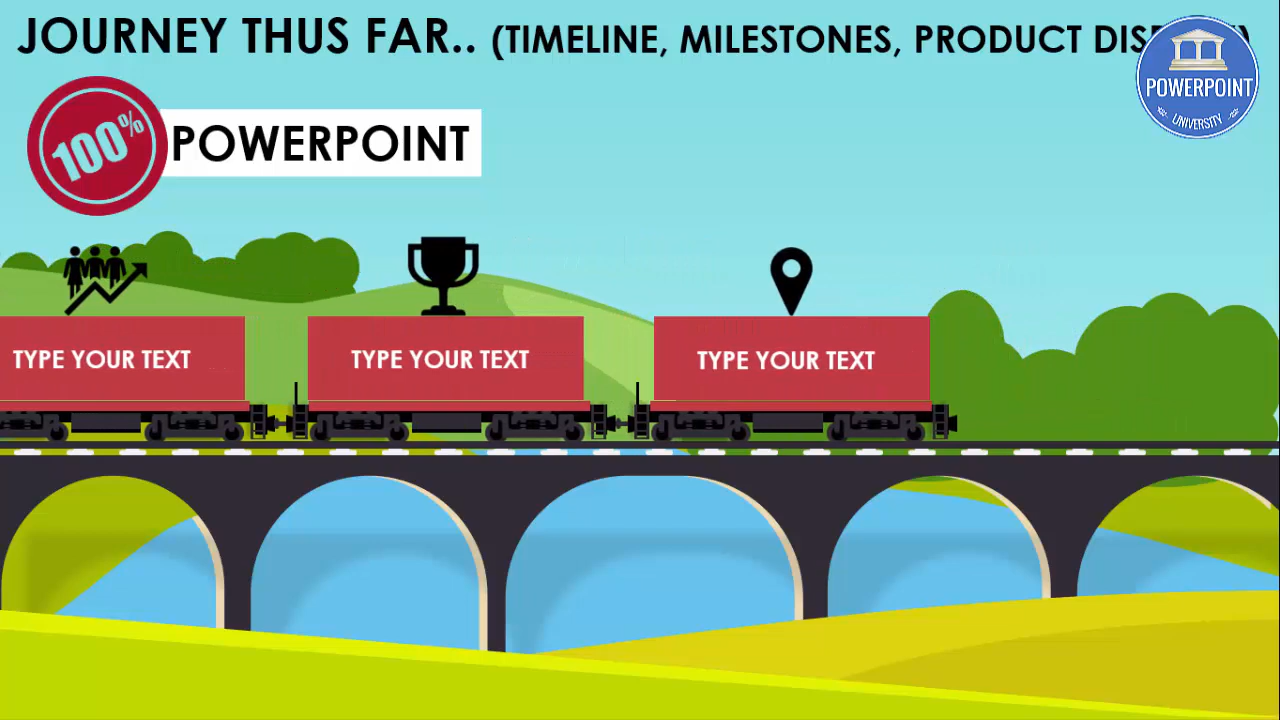 JOURNEY THUS FAR.. (TIMELINE, MILESTONES, PRODUCT
POWERPOINT
UNIVERSITY
100%
POWERPOINT
TYPE YOUR TEXT
TYPE YOUR TEXT
TYPE YOUR TEXT